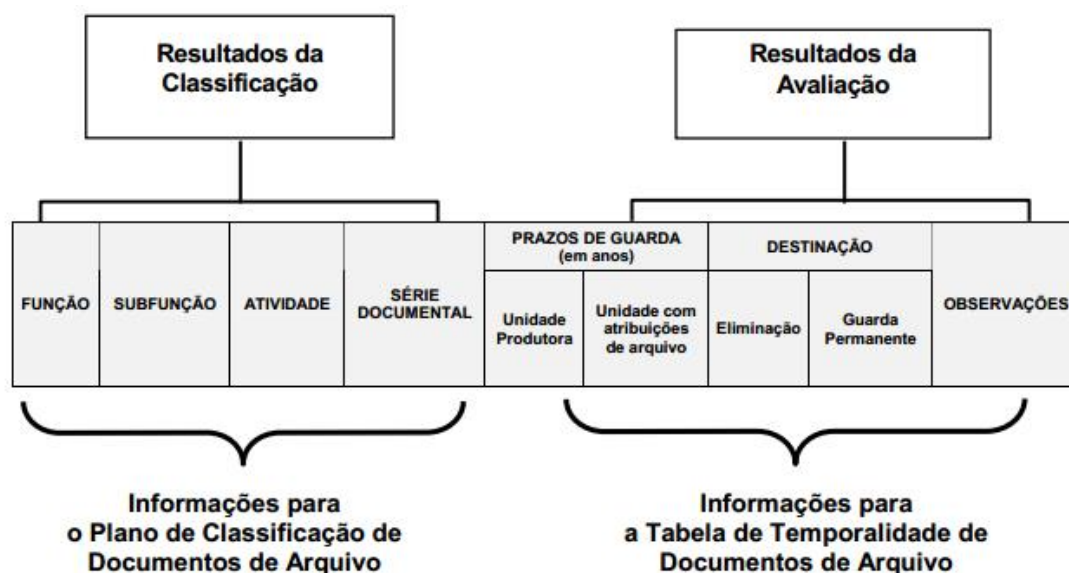 Resultados da
Classificação
Resultados da
Avaliação
FUNÇÃO
SUBFUNÇÃO
ATIVIDADE
SÉRIE
DOCUMENTAL
PRAZOS DE GUARDA
(em anos)
Unidade
Produtora
Unidade com
atribuições
de arquivo
DESTINAÇÃO
Eliminação
Guarda
Permanente
OBSERVAÇÕES
Informações para
o Plano de Classificação de
Documentos de Arquivo
Informações para
a Tabela de Temporalidade de
Documentos de Arquivo